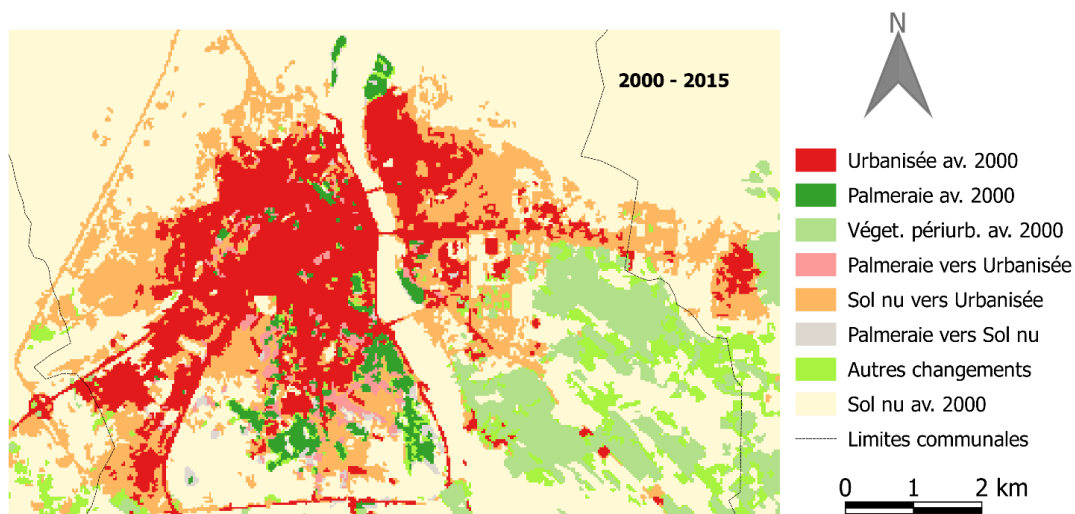 N
2000 - 2015
Urbanisée av. 2000
Palmeraie av. 2000
Véget. périurb. av. 2000
Palmeraie vers Urbanisée
Sol nu vers Urbanisée
Palmeraie vers Sol nu
Autres changements
Sol nu av. 2000
Limites communales
0 1 2 km